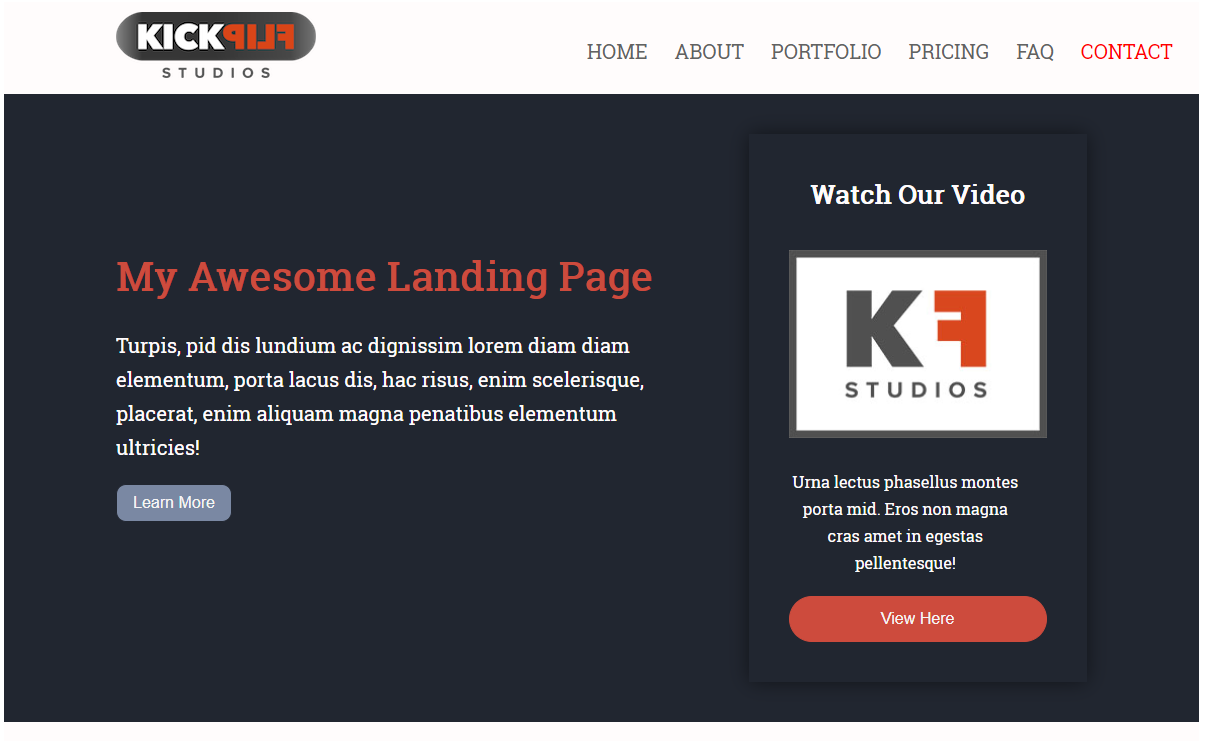 KICKFLIP
STUDIOS
HOME ABOUT PORTFOLIO PRICING FAQ CONTACT
My Awesome Landing Page
Turpis, pid dis lundium ac dignissim lorem diam diam
elementum, porta lacus dis, hac risus, enim scelerisque,
placerat, enim aliquam magna penatibus elementum
ultricies!
Learn More
Watch Our Video
KF
STUDIOS
Urna lectus phasellus montes
porta mid. Eros non magna
cras amet in egestas
pellentesque!
View Here